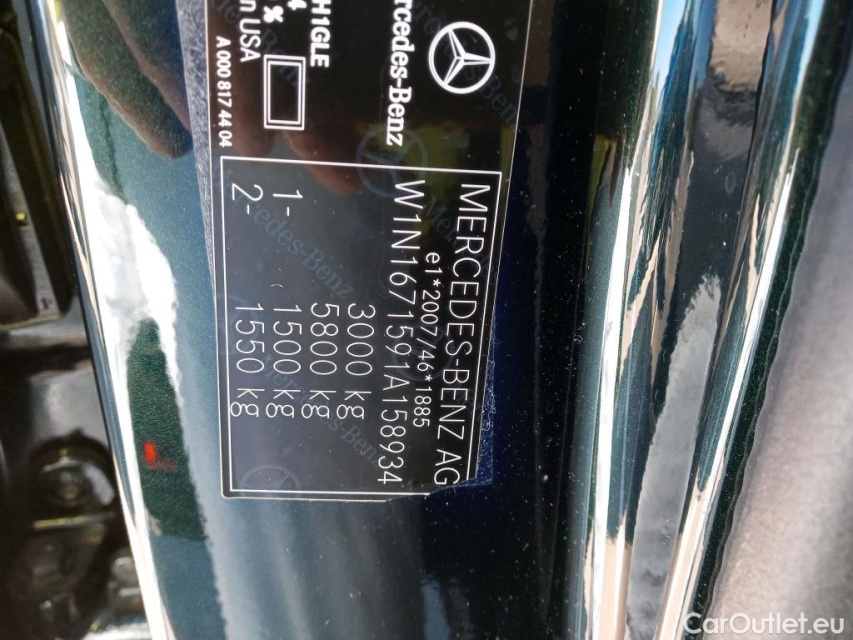 Mercedes-Benz
H1GLE
n USA
A 000 817 44 04
MERCEDES-BENZ AG
e1*2007/46*1885
W1N1671591A158934
3000 kg
5800 kg
1- 1500 kg
2- 1550 kg
CarOutlet.eu